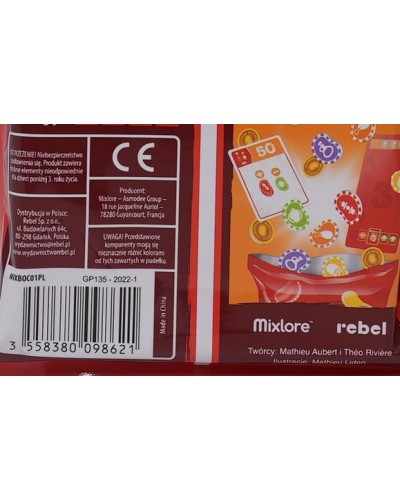 OSTRZEŻENIE! Niebezpieczeństwo
zadławienia się. Produkt zawiera
elementy nieodpowiednie
dla dzieci poniżej 3. roku życia.
Dystrybucja w Polsce:
Rebel Sp. z o.o.
ul. Budowlanych 64c,
80-298 Gdańsk, Polska
wydawnictwo@rebel.pl
www.wydawnictworebel.pl
CE
Producent:
Mixlore – Asmodee Group –
18 rue jacqueline Auriol –
78280 Guyancourt, Francja
UWAGA! Przedstawione
komponenty mogą się
nieznacznie różnić kolorami
od tych zawartych w pudełku.
MIXBOC01PL
GP135 - 2022-1
Made in China
3 558380 098621
50
Mixlore™
rebel
Twórcy: Mathieu Aubert i Théo Rivière
Ilustracje: Mathieu